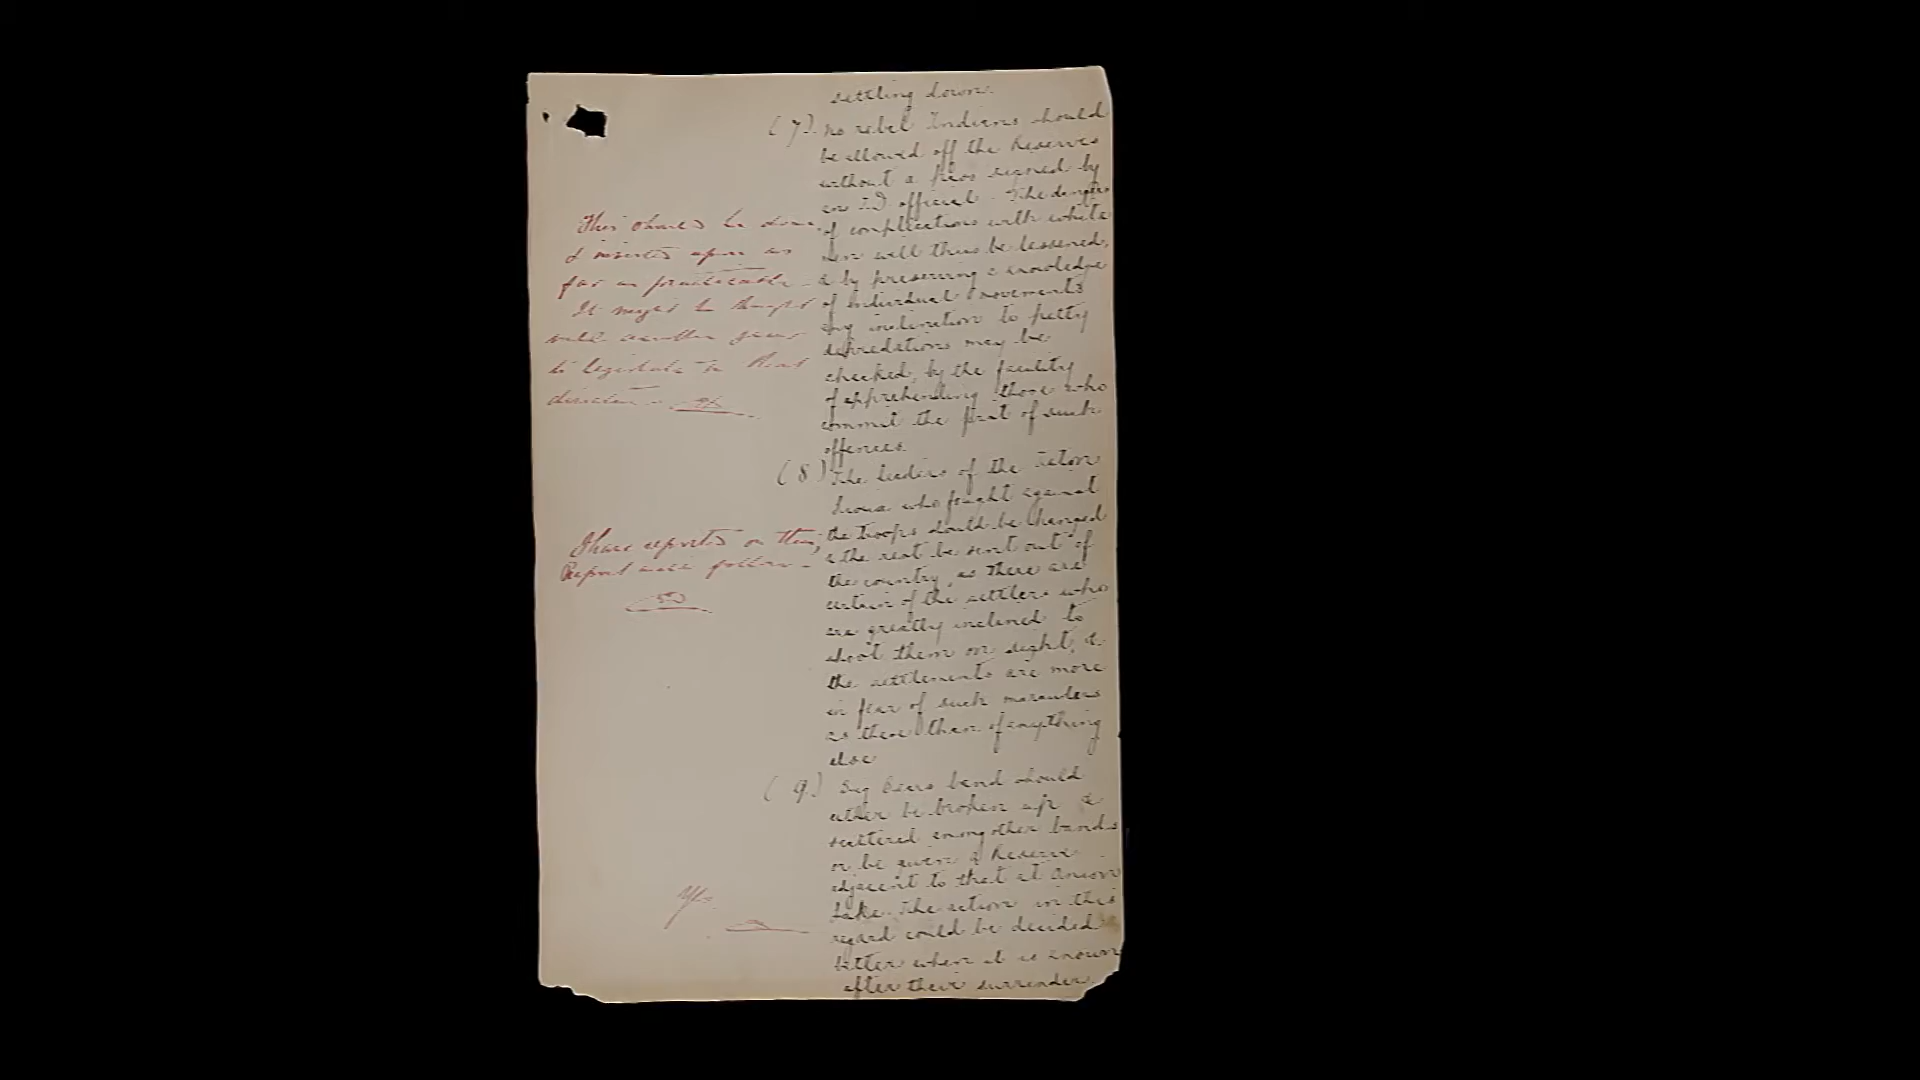 settling down.
(7). No rebel Indians should
be allowed off the Reserves
without a pass signed by
an ID official. The danger
of complications with white
men will thus be lessened,
& by preserving a knowledge
of individual movements
any inclination to petty
depredations may be
checked, by the facility
of apprehending those who
commit the first of such
offences.
This should be done
& insisted upon as
far as practicable -
It might be thought
well another year
to legislate in that
direction -
(8) The leaders of the Teton
Sioux who fought against
the troops should be hanged
& the rest be sent out of
the country, as there are
certain of the settlers who
are greatly inclined to
shoot them on sight, &
the settlements are more
in fear of such marauders
as these than of anything
else
I have reported on this,
Report will follow -
(9) Big Bears band should
either be broken up &
scattered among other bands
or be given a Reserve
adjacent to that at Onion
Lake. The action in this
regard could be decided
better when it is known
after their surrender
Yes.